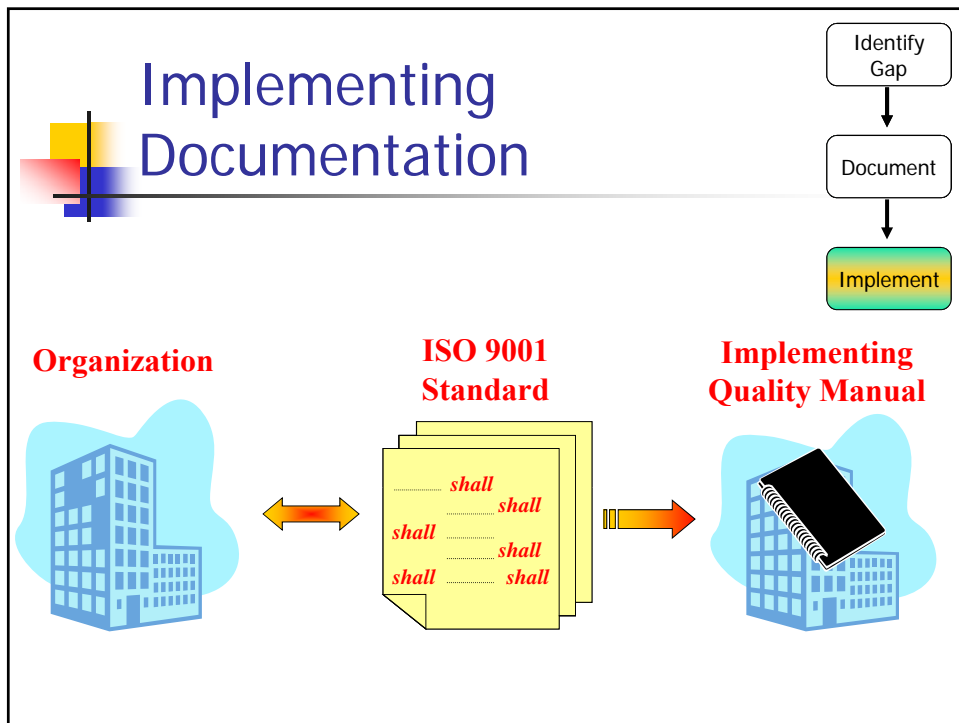 Implementing
Documentation
Identify
Gap
Document
Implement
Organization
ISO 9001
Standard
Implementing
Quality Manual
............ shall
............ shall
shall ............
............ shall
shall ............ shall